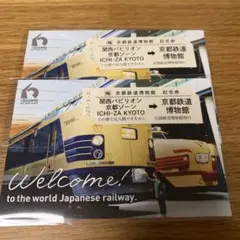 京都鉄道博物館 記念券
関西パビリオン
京都ゾーン
ICHI-ZA KYOTO
京都鉄道
博物館
京都鉄道博物館 記念券
関西パビリオン
京都ゾーン
ICHI-ZA KYOTO
京都鉄道
博物館
Welcome!
to the world Japanese railway.